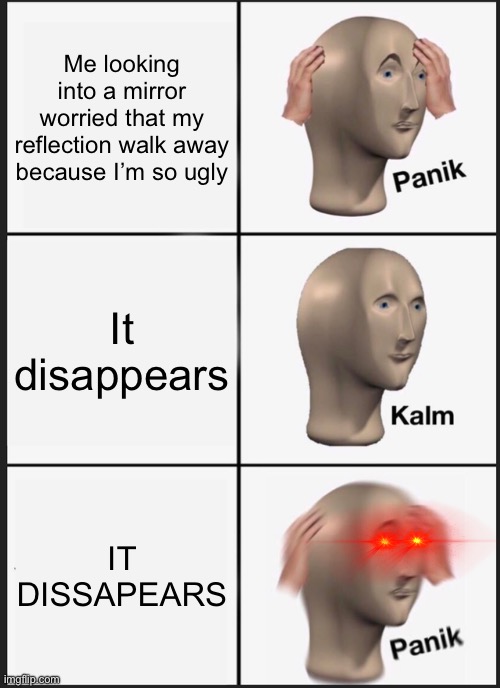 Me looking
into a mirror
worried that my
reflection walk away
because I’m so ugly
Panik
It
disappears
Kalm
IT
DISSAPEARS
Panik
imgflip.com